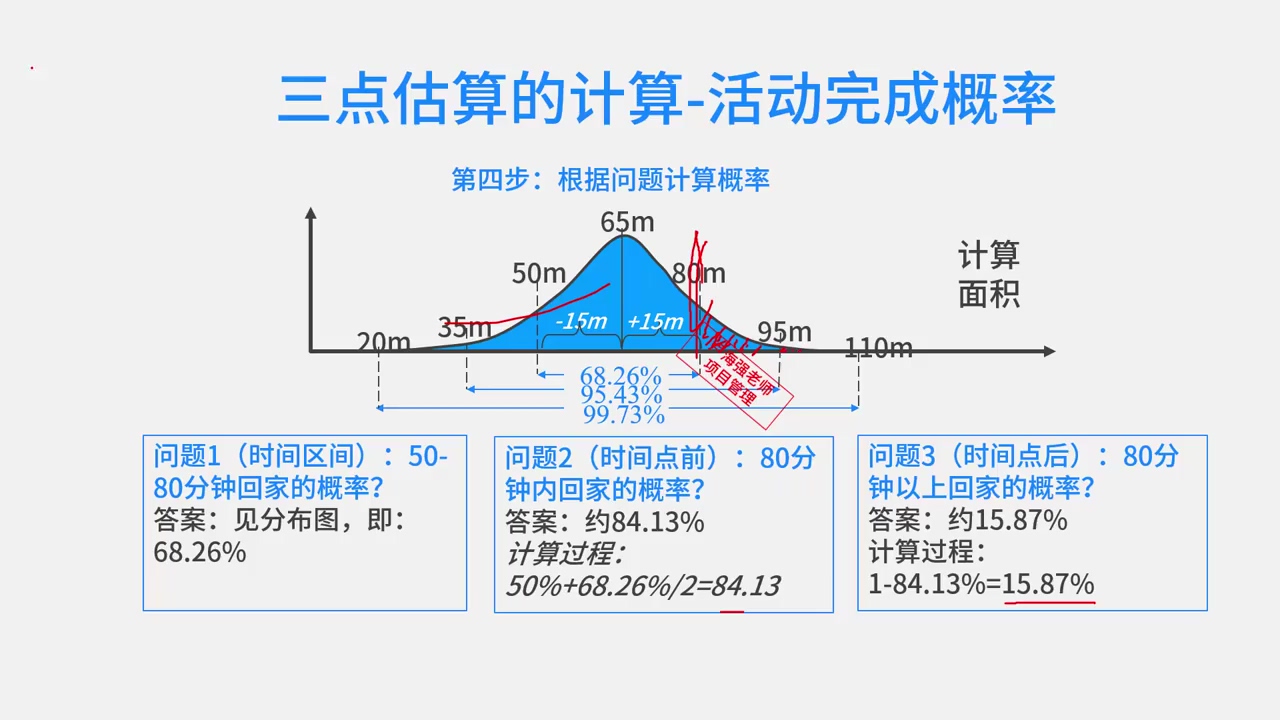 三点估算的计算-活动完成概率
第四步：根据问题计算概率
65m
50m
80m
计算
面积
-15m
+15m
35m
95m
20m
110m
海强老师
项目管理
68.26%
95.43%
99.73%
问题1（时间区间）：50-
80分钟回家的概率？
答案：见分布图，即：
68.26%
问题2（时间点前）：80分
钟内回家的概率？
答案：约84.13%
计算过程：
50%+68.26%/2=84.13
问题3（时间点后）：80分
钟以上回家的概率？
答案：约15.87%
计算过程：
1-84.13%=15.87%